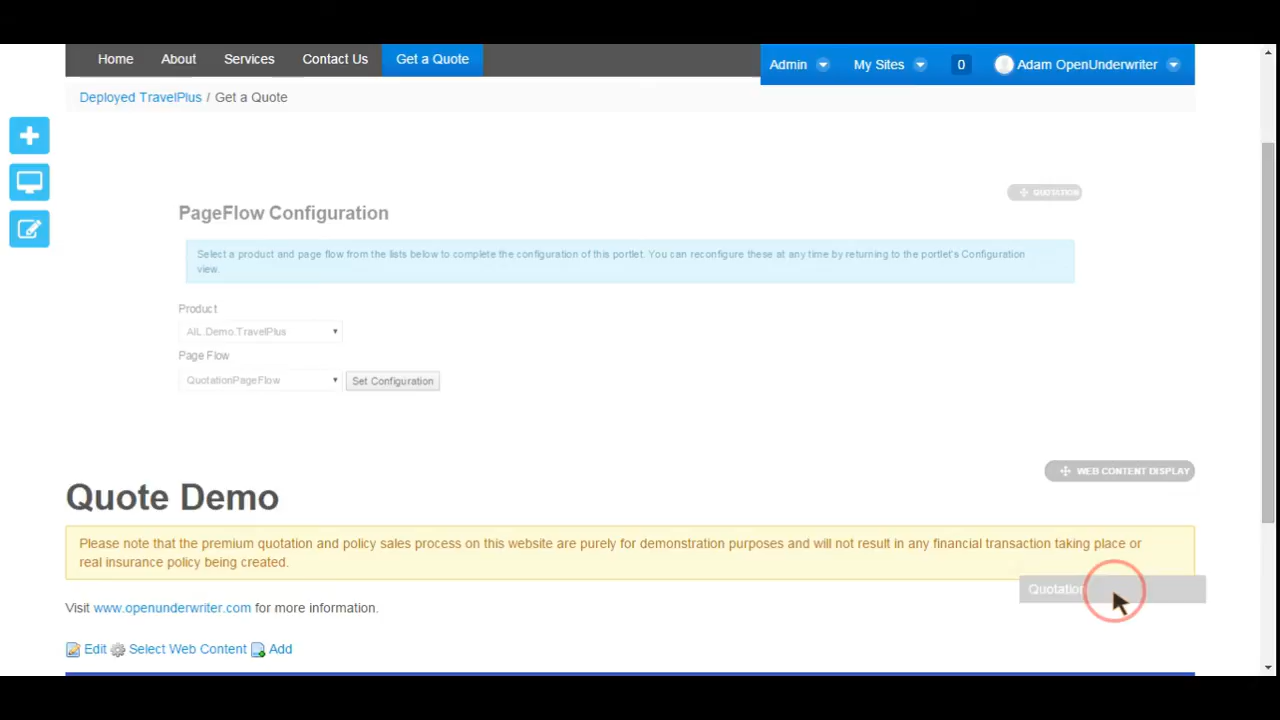 Home About Services Contact Us Get a Quote
Admin My Sites 0 Adam OpenUnderwriter
Deployed TravelPlus / Get a Quote
QUOTATION
PageFlow Configuration
Select a product and page flow from the lists below to complete the configuration of this portlet. You can reconfigure these at any time by returning to the portlet's Configuration
view.
Product
AIL.Demo.TravelPlus
Page Flow
QuotationPageFlow Set Configuration
WEB CONTENT DISPLAY
Quote Demo
Please note that the premium quotation and policy sales process on this website are purely for demonstration purposes and will not result in any financial transaction taking place or
real insurance policy being created.
Quotation
Visit www.openunderwriter.com for more information.
Edit Select Web Content Add